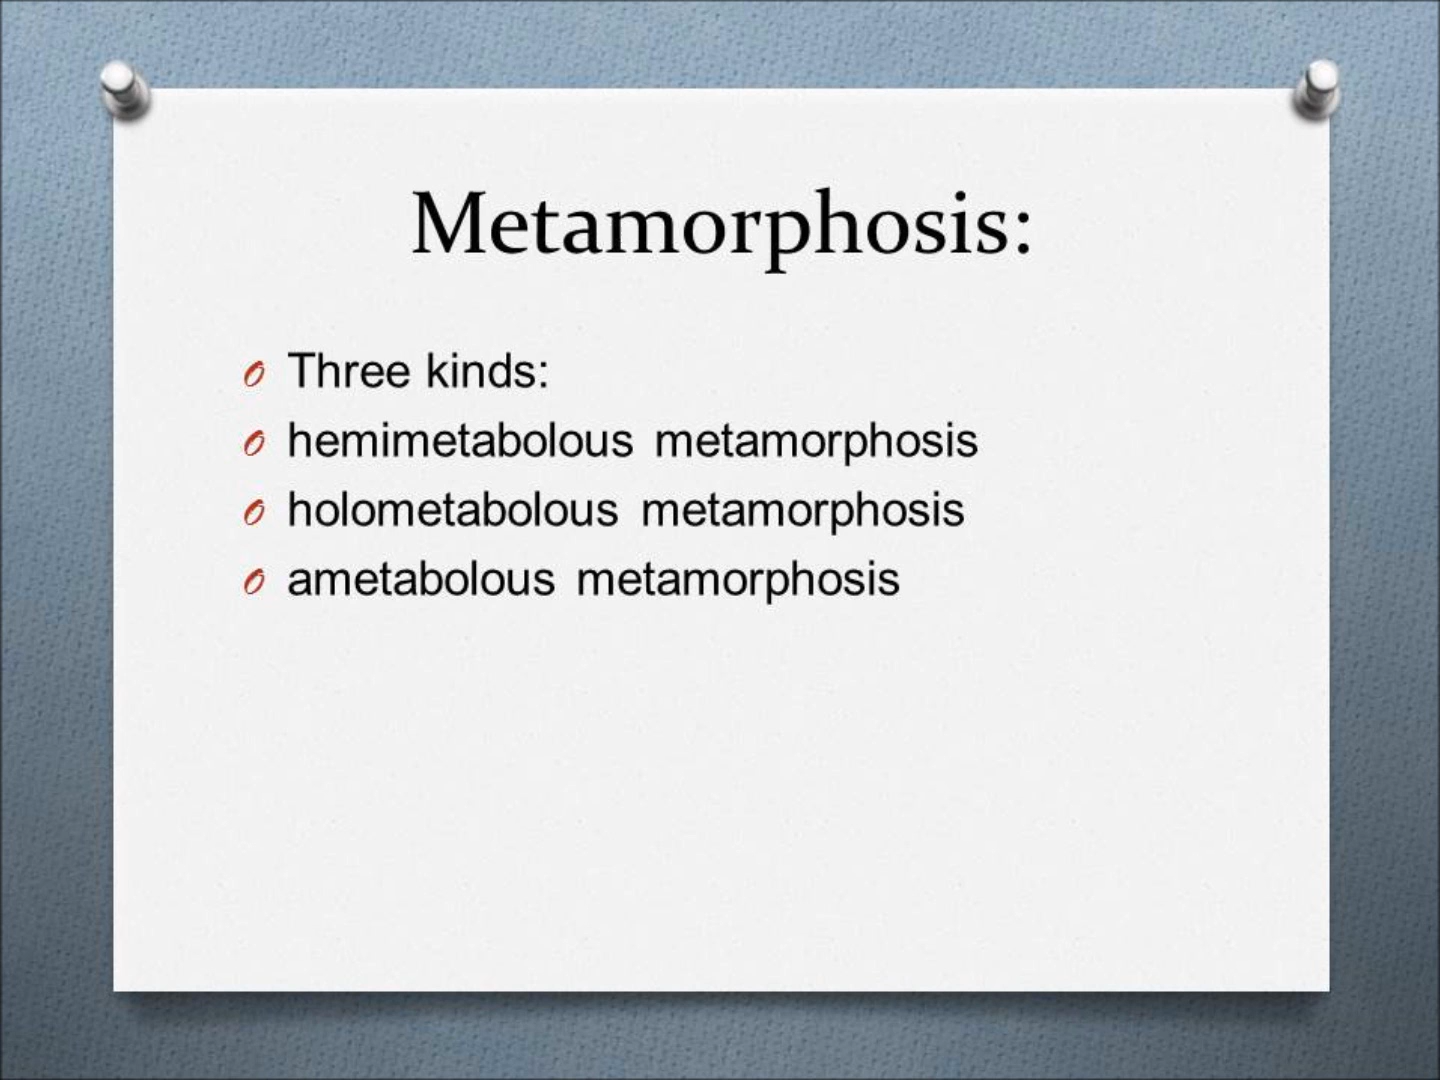 Metamorphosis:
Three kinds:
hemimetabolous metamorphosis
holometabolous metamorphosis
ametabolous metamorphosis